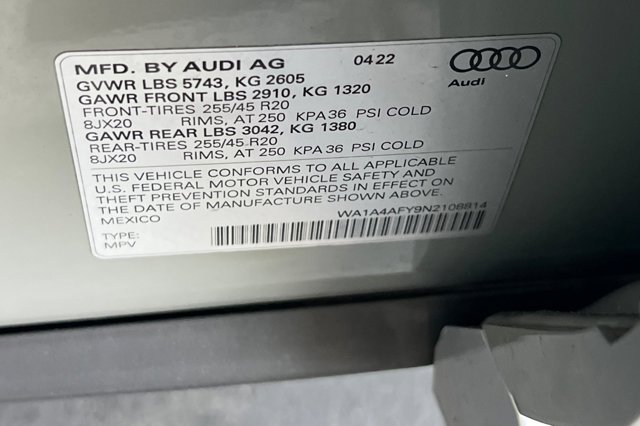 MFD. BY AUDI AG 04 22
GVWR LBS 5743, KG 2605
GAWR FRONT LBS 2910, KG 1320
FRONT-TIRES 255/45 R20
8JX20 RIMS, AT 250 KPA 36 PSI COLD
GAWR REAR LBS 3042, KG 1380
REAR-TIRES 255/45 R20
8JX20 RIMS, AT 250 KPA 36 PSI COLD
Audi
THIS VEHICLE CONFORMS TO ALL APPLICABLE
U.S. FEDERAL MOTOR VEHICLE SAFETY AND
THEFT PREVENTION STANDARDS IN EFFECT ON
THE DATE OF MANUFACTURE SHOWN ABOVE.
MEXICO
WA1A4AFY9N2108814
TYPE:
MPV